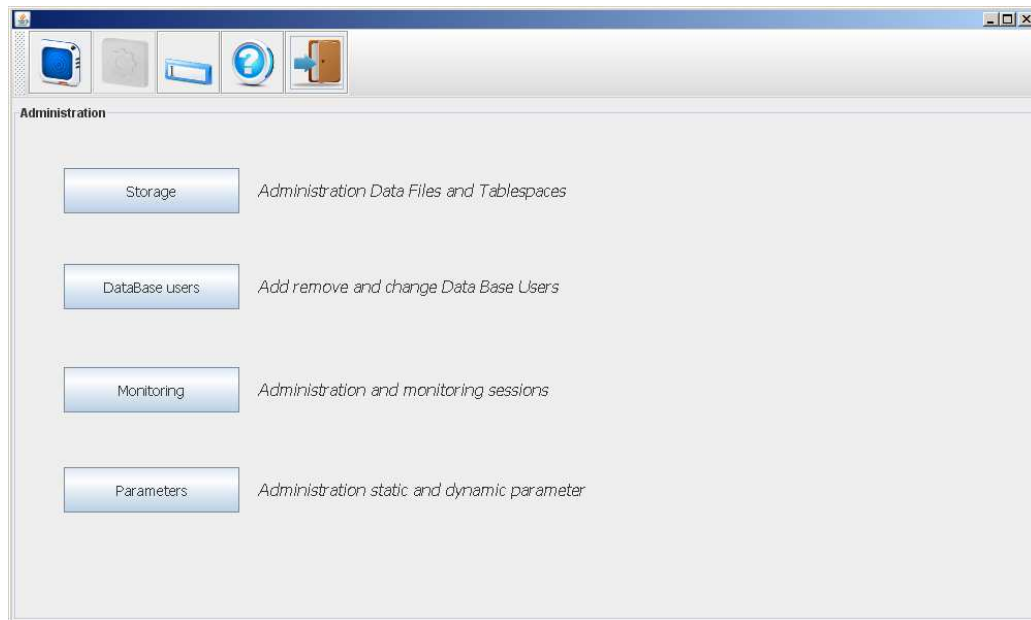 Administration
Storage Administration Data Files and Tablespaces
DataBase users Add remove and change Data Base Users
Monitoring Administration and monitoring sessions
Parameters Administration static and dynamic parameter